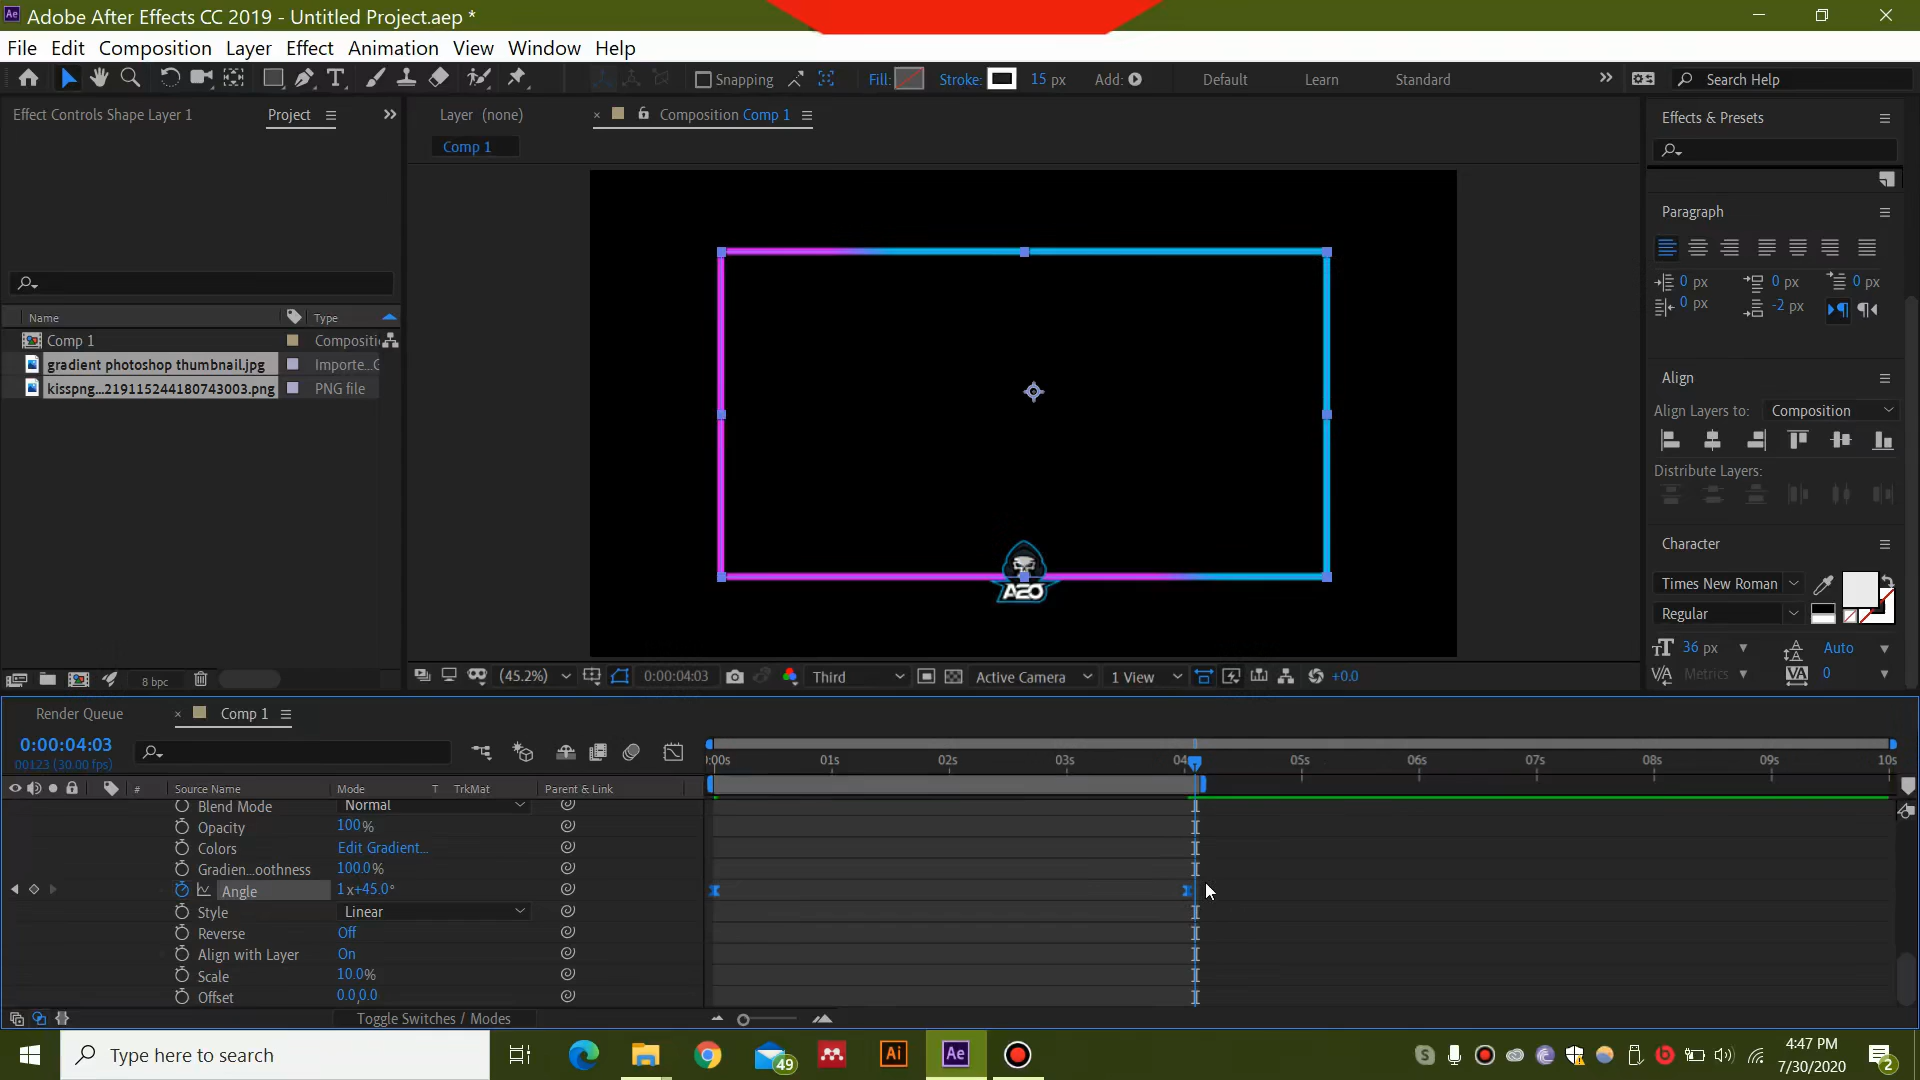 Adobe After Effects CC 2019 - Untitled Project.aep *
File Edit Composition Layer Effect Animation View Window Help
Snapping Fill: Stroke: 15 px Add: Default Learn Standard Search Help
Effect Controls Shape Layer 1 Project
Layer (none) Composition Comp 1
Comp 1
Name Type
Comp 1 Compositi
gradient photoshop thumbnail.jpg Importe...G
kisspng...219115244180743003.png PNG file
8 bpc
A2O
(45.2%) 0:00:04:03 Third Active Camera 1 View +0.0
Effects & Presets
Paragraph
0 px 0 px 0 px
0 px -2 px
Align
Align Layers to: Composition
Distribute Layers:
Character
Times New Roman
Regular
36 px Auto
Metrics 0
Render Queue Comp 1
0:00:04:03
00123 (30.00 fps)
:00s 01s 02s 03s 04 05s 06s 07s 08s 09s 10s
# Source Name Mode T TrkMat Parent & Link
Blend Mode Normal
Opacity 100%
Colors Edit Gradient...
Gradien...oothness 100.0%
Angle 1x+45.0°
Style Linear
Reverse Off
Align with Layer On
Scale 10.0%
Offset 0.0,0.0
Toggle Switches / Modes
Type here to search
49
Ai
Ae
4:47 PM
7/30/2020
2